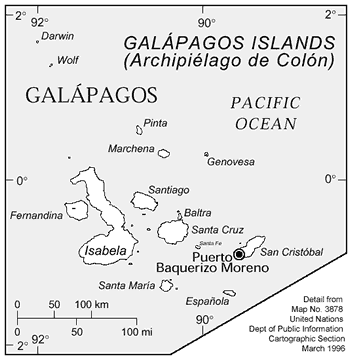 92° 90°
2° 2°
Darwin
GALÁPAGOS ISLANDS
(Archipiélago de Colón)
Wolf
GALÁPAGOS
PACIFIC
OCEAN
Pinta
Marchena
Genovesa
0° 0°
Santiago
Fernandina
Baltra
Santa Cruz
Santa Fe
Isabela
San Cristóbal
Puerto
Baquerizo Moreno
Santa María
Española
0 50 100 km
0 50 100 mi
Detail from
Map No. 3878
United Nations
Dept of Public Information
Cartographic Section
March 1996
2° 92° 90°